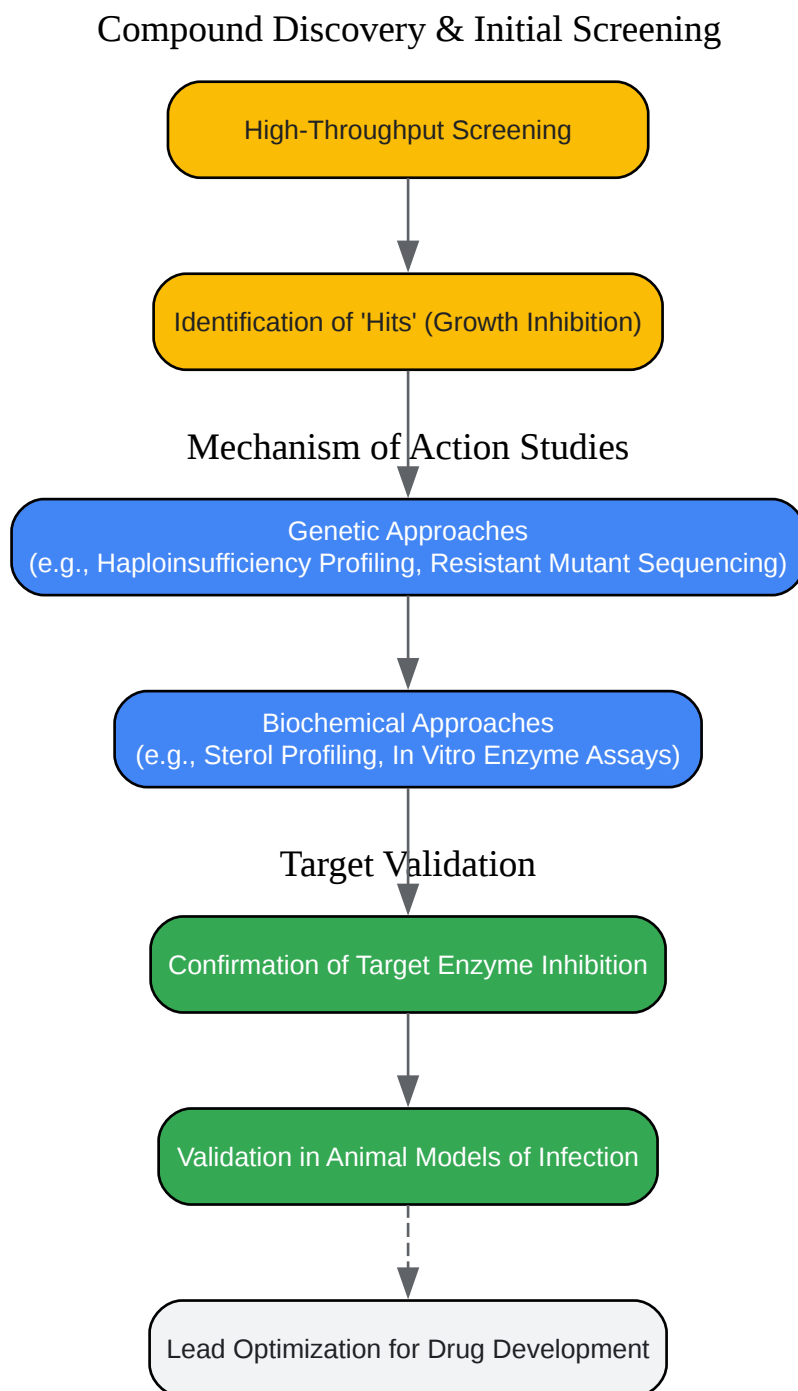 Compound Discovery & Initial Screening
High-Throughput Screening
Identification of 'Hits' (Growth Inhibition)
Mechanism of Action Studies
Genetic Approaches
(e.g., Haploinsufficiency Profiling, Resistant Mutant Sequencing)
Biochemical Approaches
(e.g., Sterol Profiling, In Vitro Enzyme Assays)
Target Validation
Confirmation of Target Enzyme Inhibition
Validation in Animal Models of Infection
Lead Optimization for Drug Development